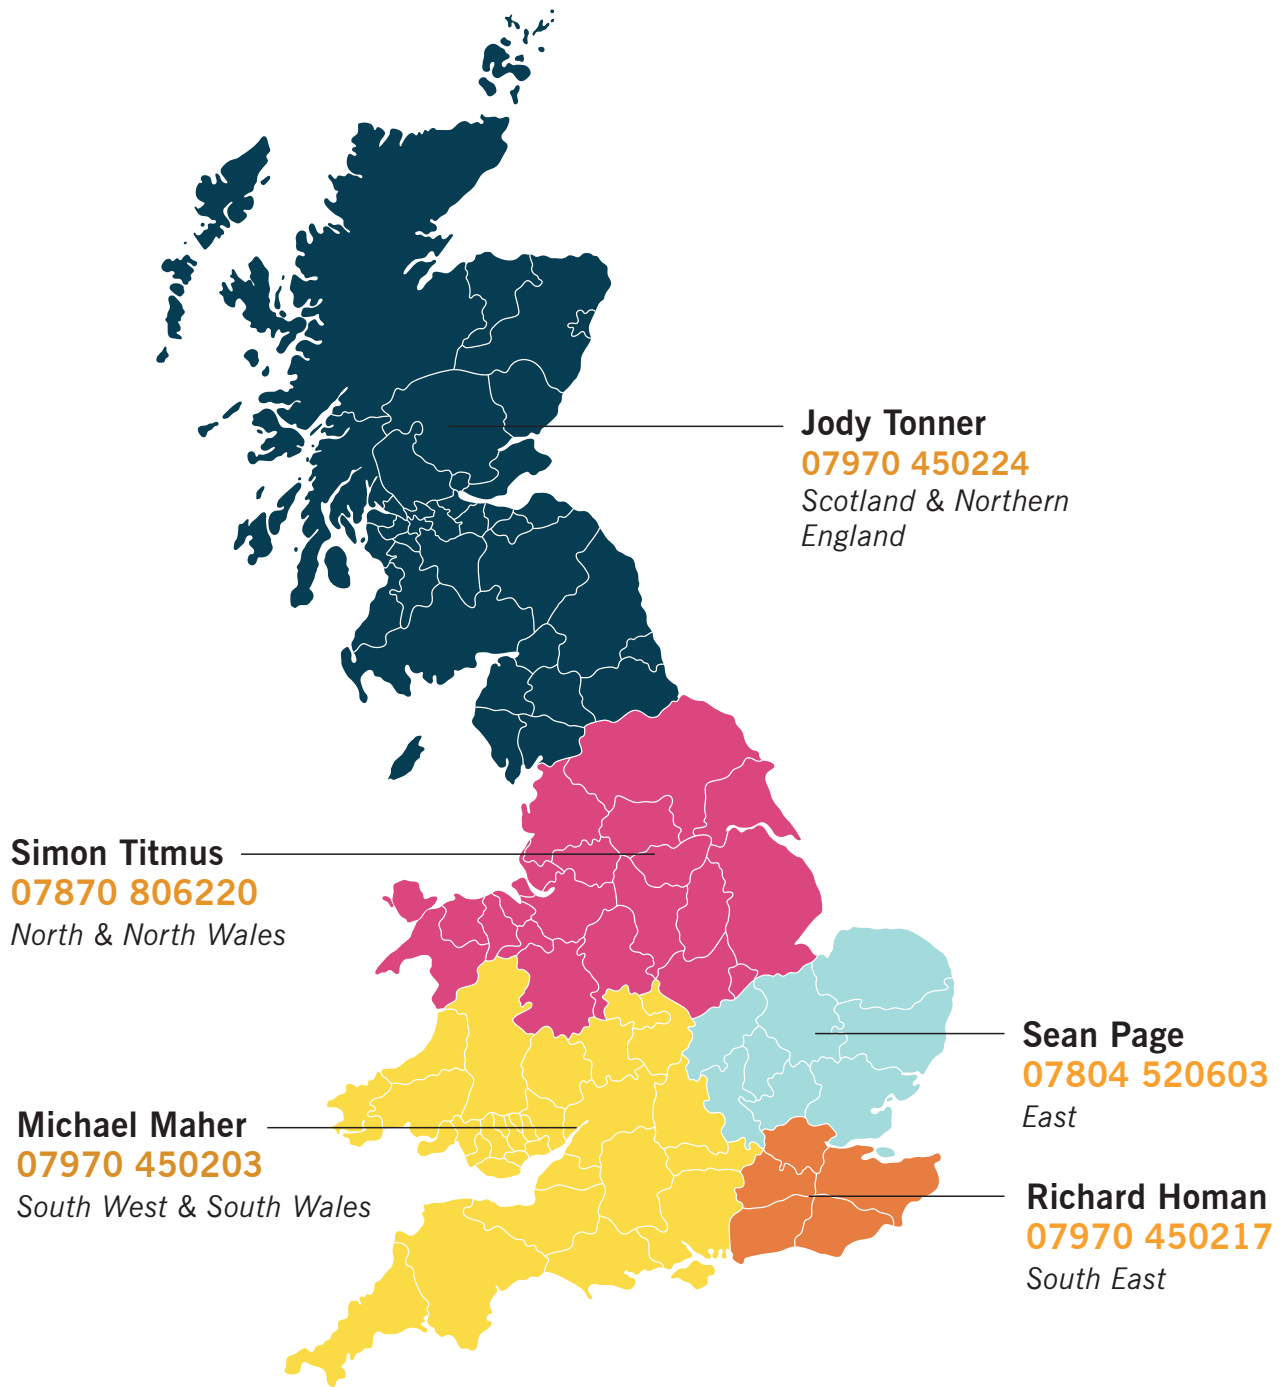 Jody Tonner
07970 450224
Scotland & Northern
England
Simon Titmus
07870 806220
North & North Wales
Sean Page
07804 520603
East
Michael Maher
07970 450203
South West & South Wales
Richard Homan
07970 450217
South East